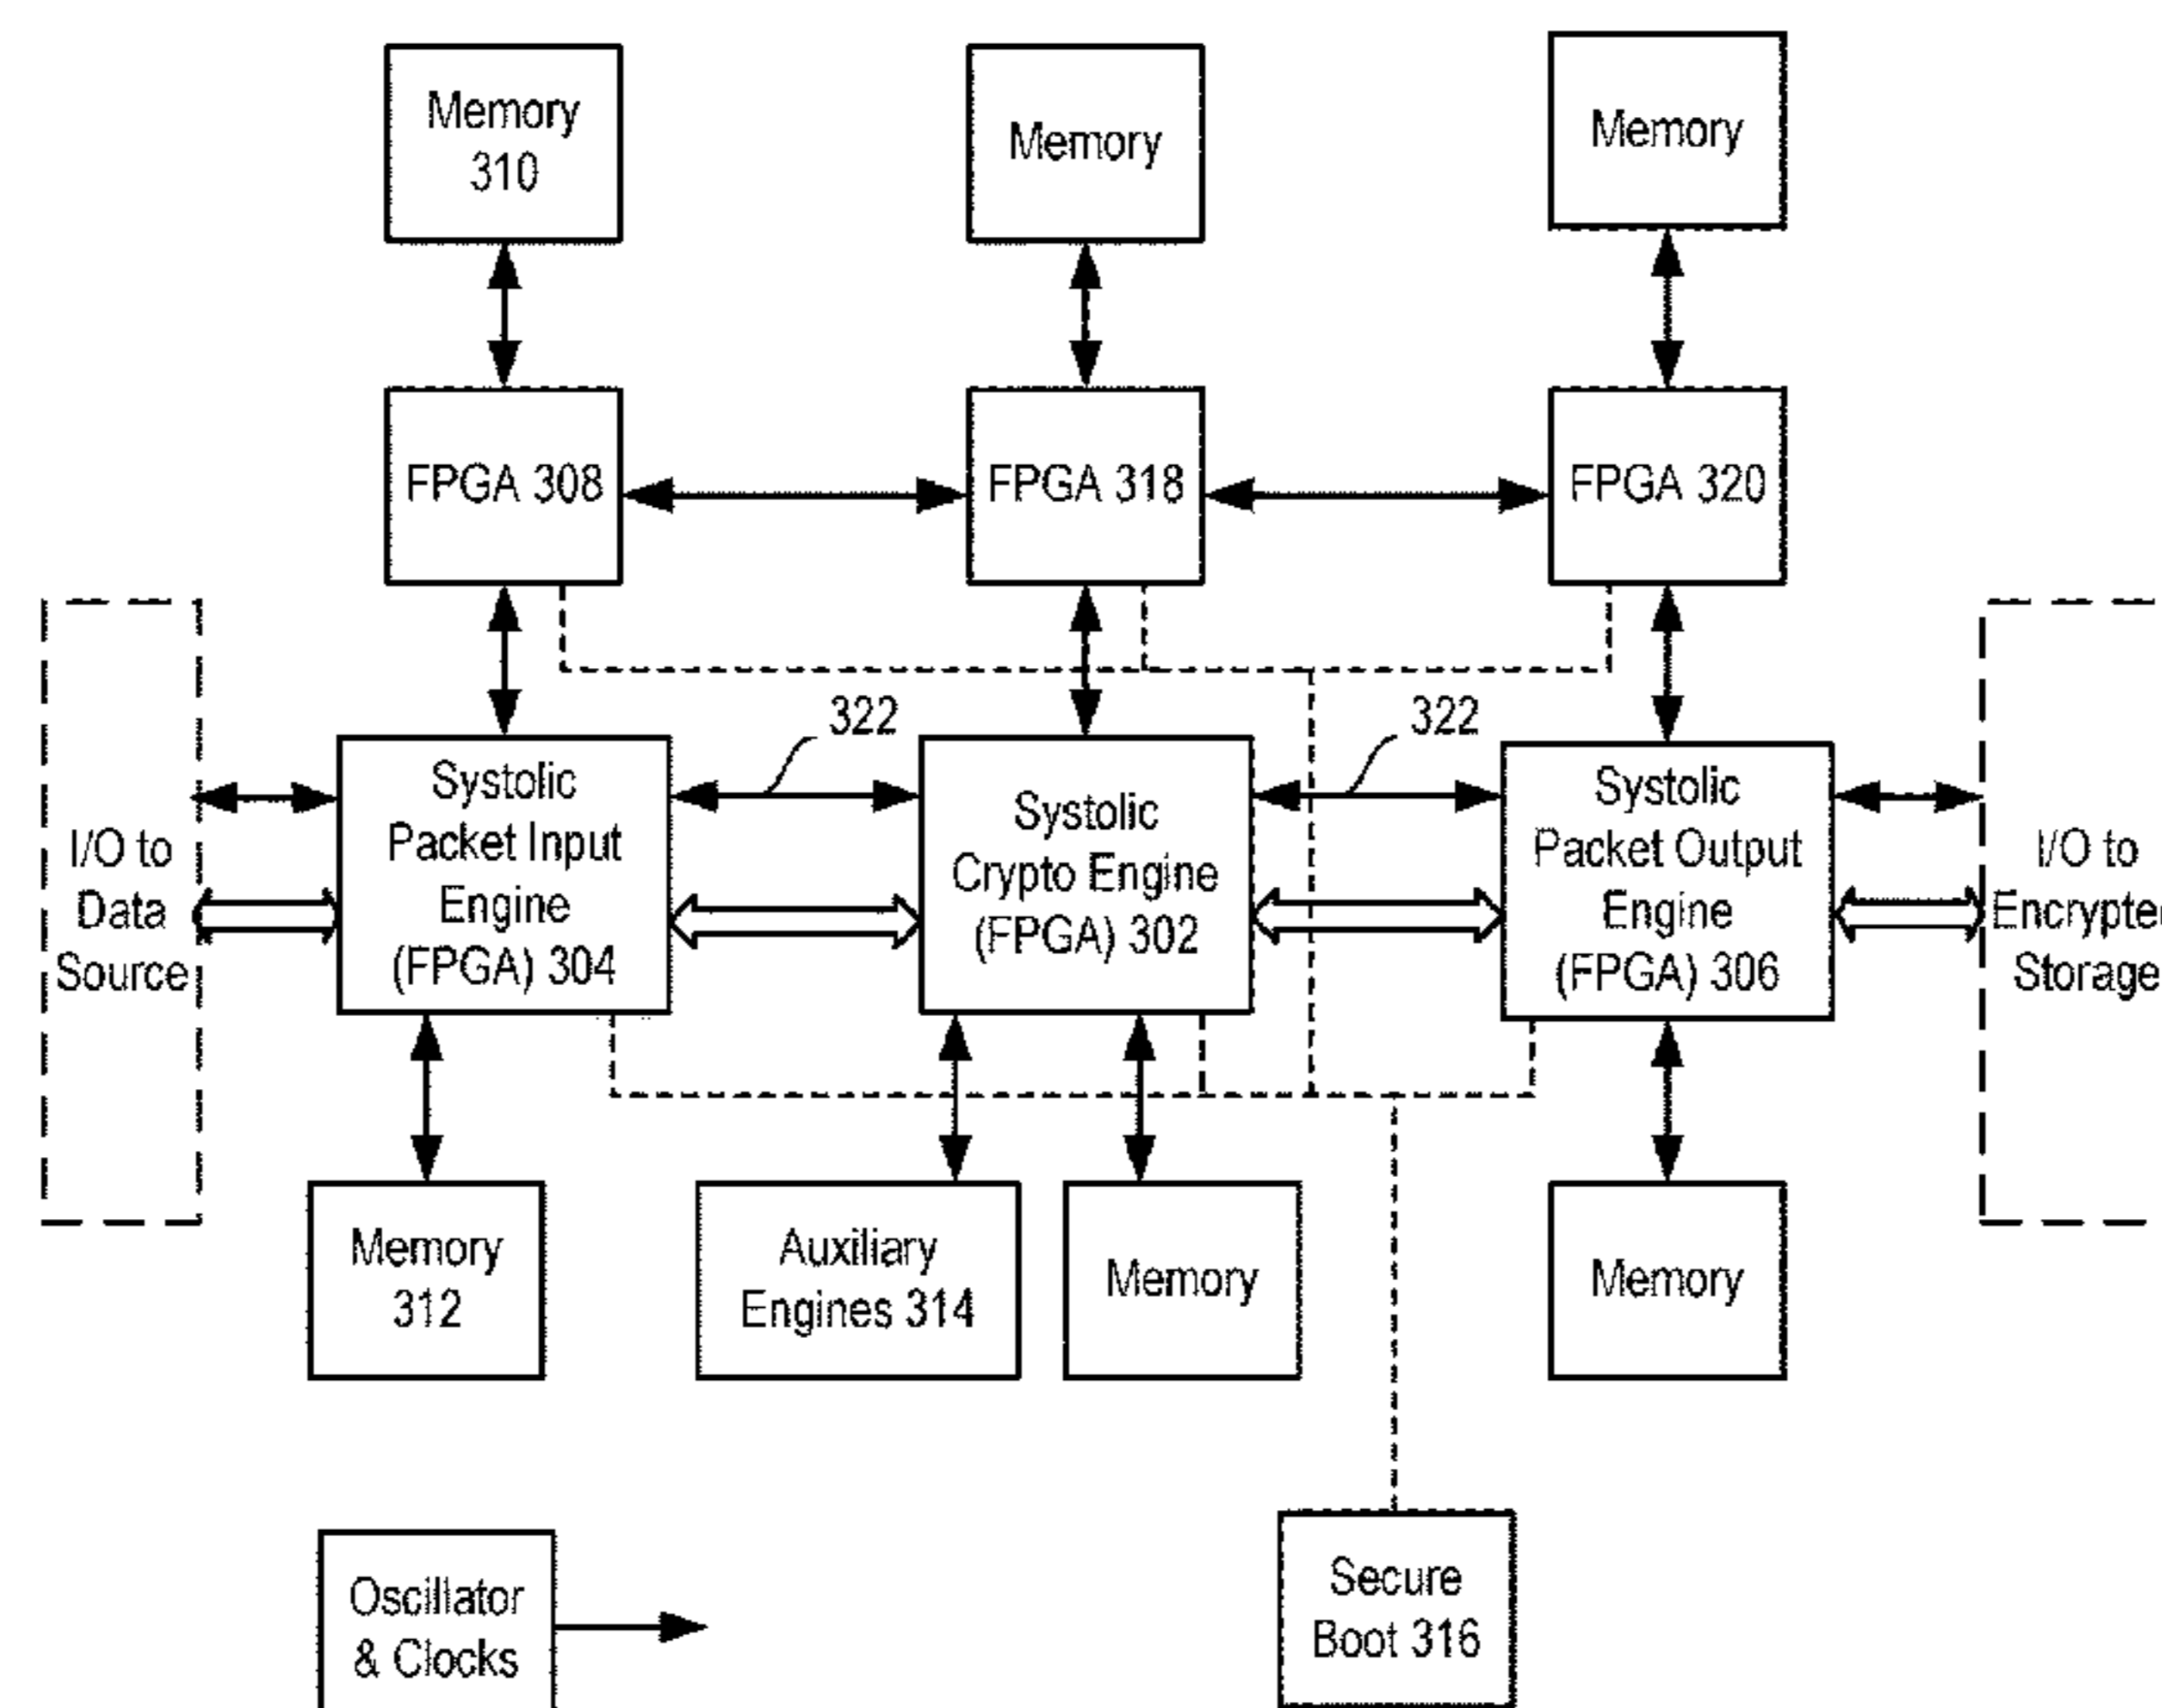 Memory
310
Memory
Memory
FPGA 308
FPGA 318
FPGA 320
322
322
I/O to
Data
Source
Systolic
Packet Input
Engine
(FPGA) 304
Systolic
Crypto Engine
(FPGA) 302
Systolic
Packet Output
Engine
(FPGA) 306
I/O to
Encrypted
Storage
Memory
312
Auxiliary
Engines 314
Memory
Memory
Oscillator
& Clocks
Secure
Boot 316